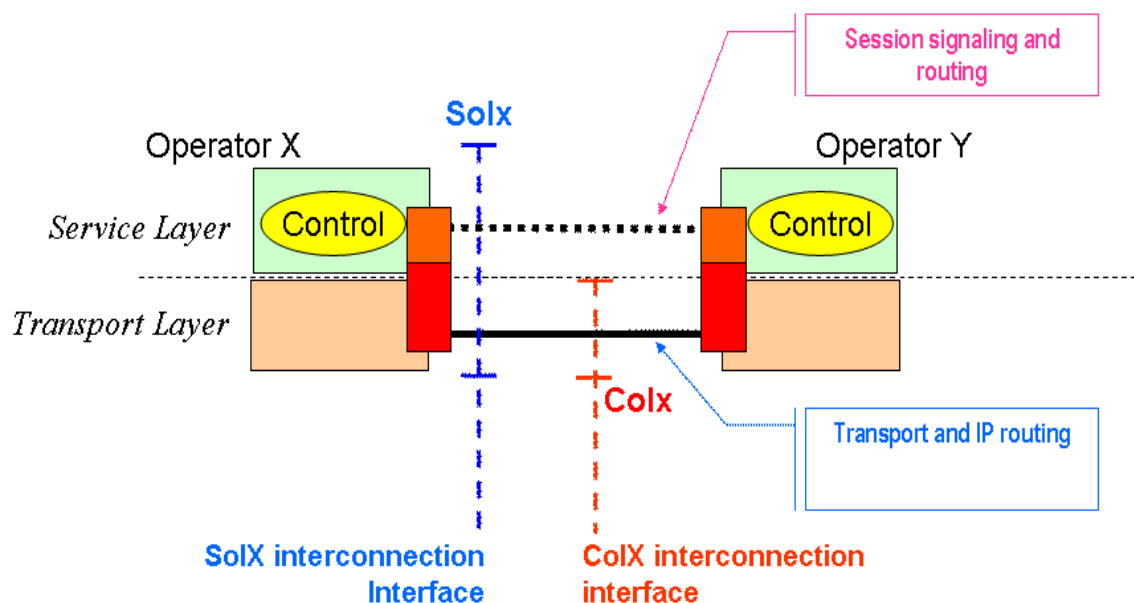 Session signaling and
routing
SoIx
Operator X
Operator Y
Service Layer
Control
Control
Transport Layer
CoIx
Transport and IP routing
SoIX interconnection
Interface
CoIX interconnection
interface